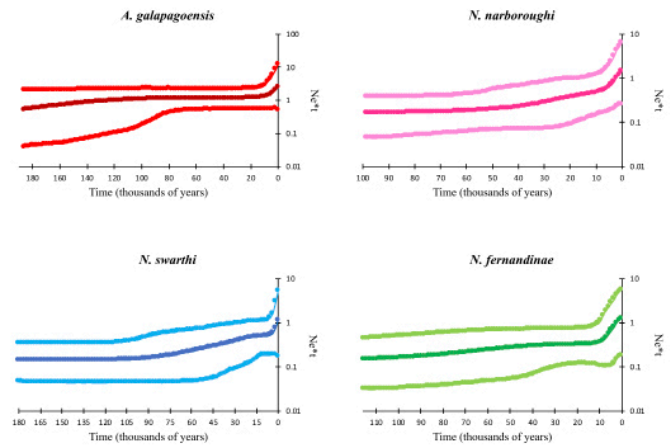 A. galapagoensis
100
10
1
0.1
0.01
Ne*t
180 160 140 120 100 80 60 40 20 0
Time (thousands of years)
N. narboroughi
10
1
0.1
0.01
Ne*t
100 90 80 70 60 50 40 30 20 10 0
Time (thousands of years)
N. swarthi
10
1
0.1
0.01
Ne*t
180 165 150 135 120 105 90 75 60 45 30 15 0
Time (thousands of years)
N. fernandinae
10
1
0.1
0.01
Ne*t
110 100 90 80 70 60 50 40 30 20 10 0
Time (thousands of years)